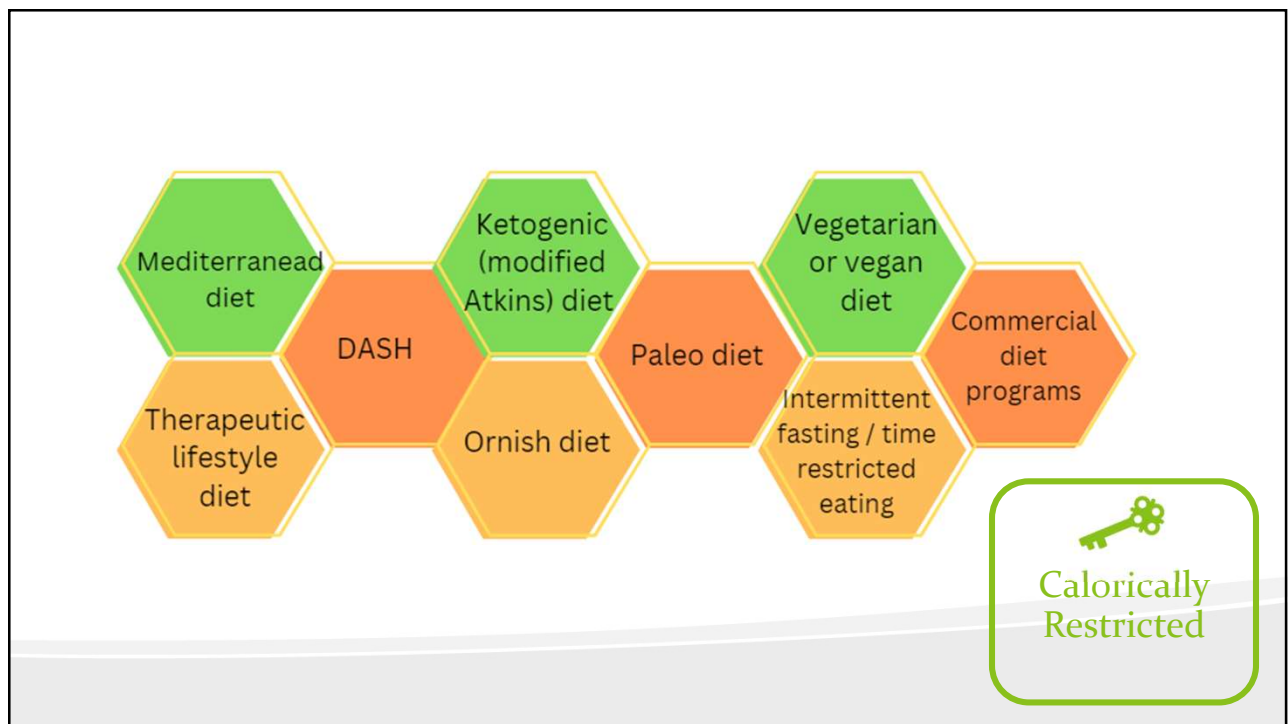 Mediterranead
diet
Therapeutic
lifestyle
diet
DASH
Ketogenic
(modified
Atkins) diet
Ornish diet
Paleo diet
Vegetarian
or vegan
diet
Intermittent
fasting / time
restricted
eating
Commercial
diet
programs
Calorically
Restricted